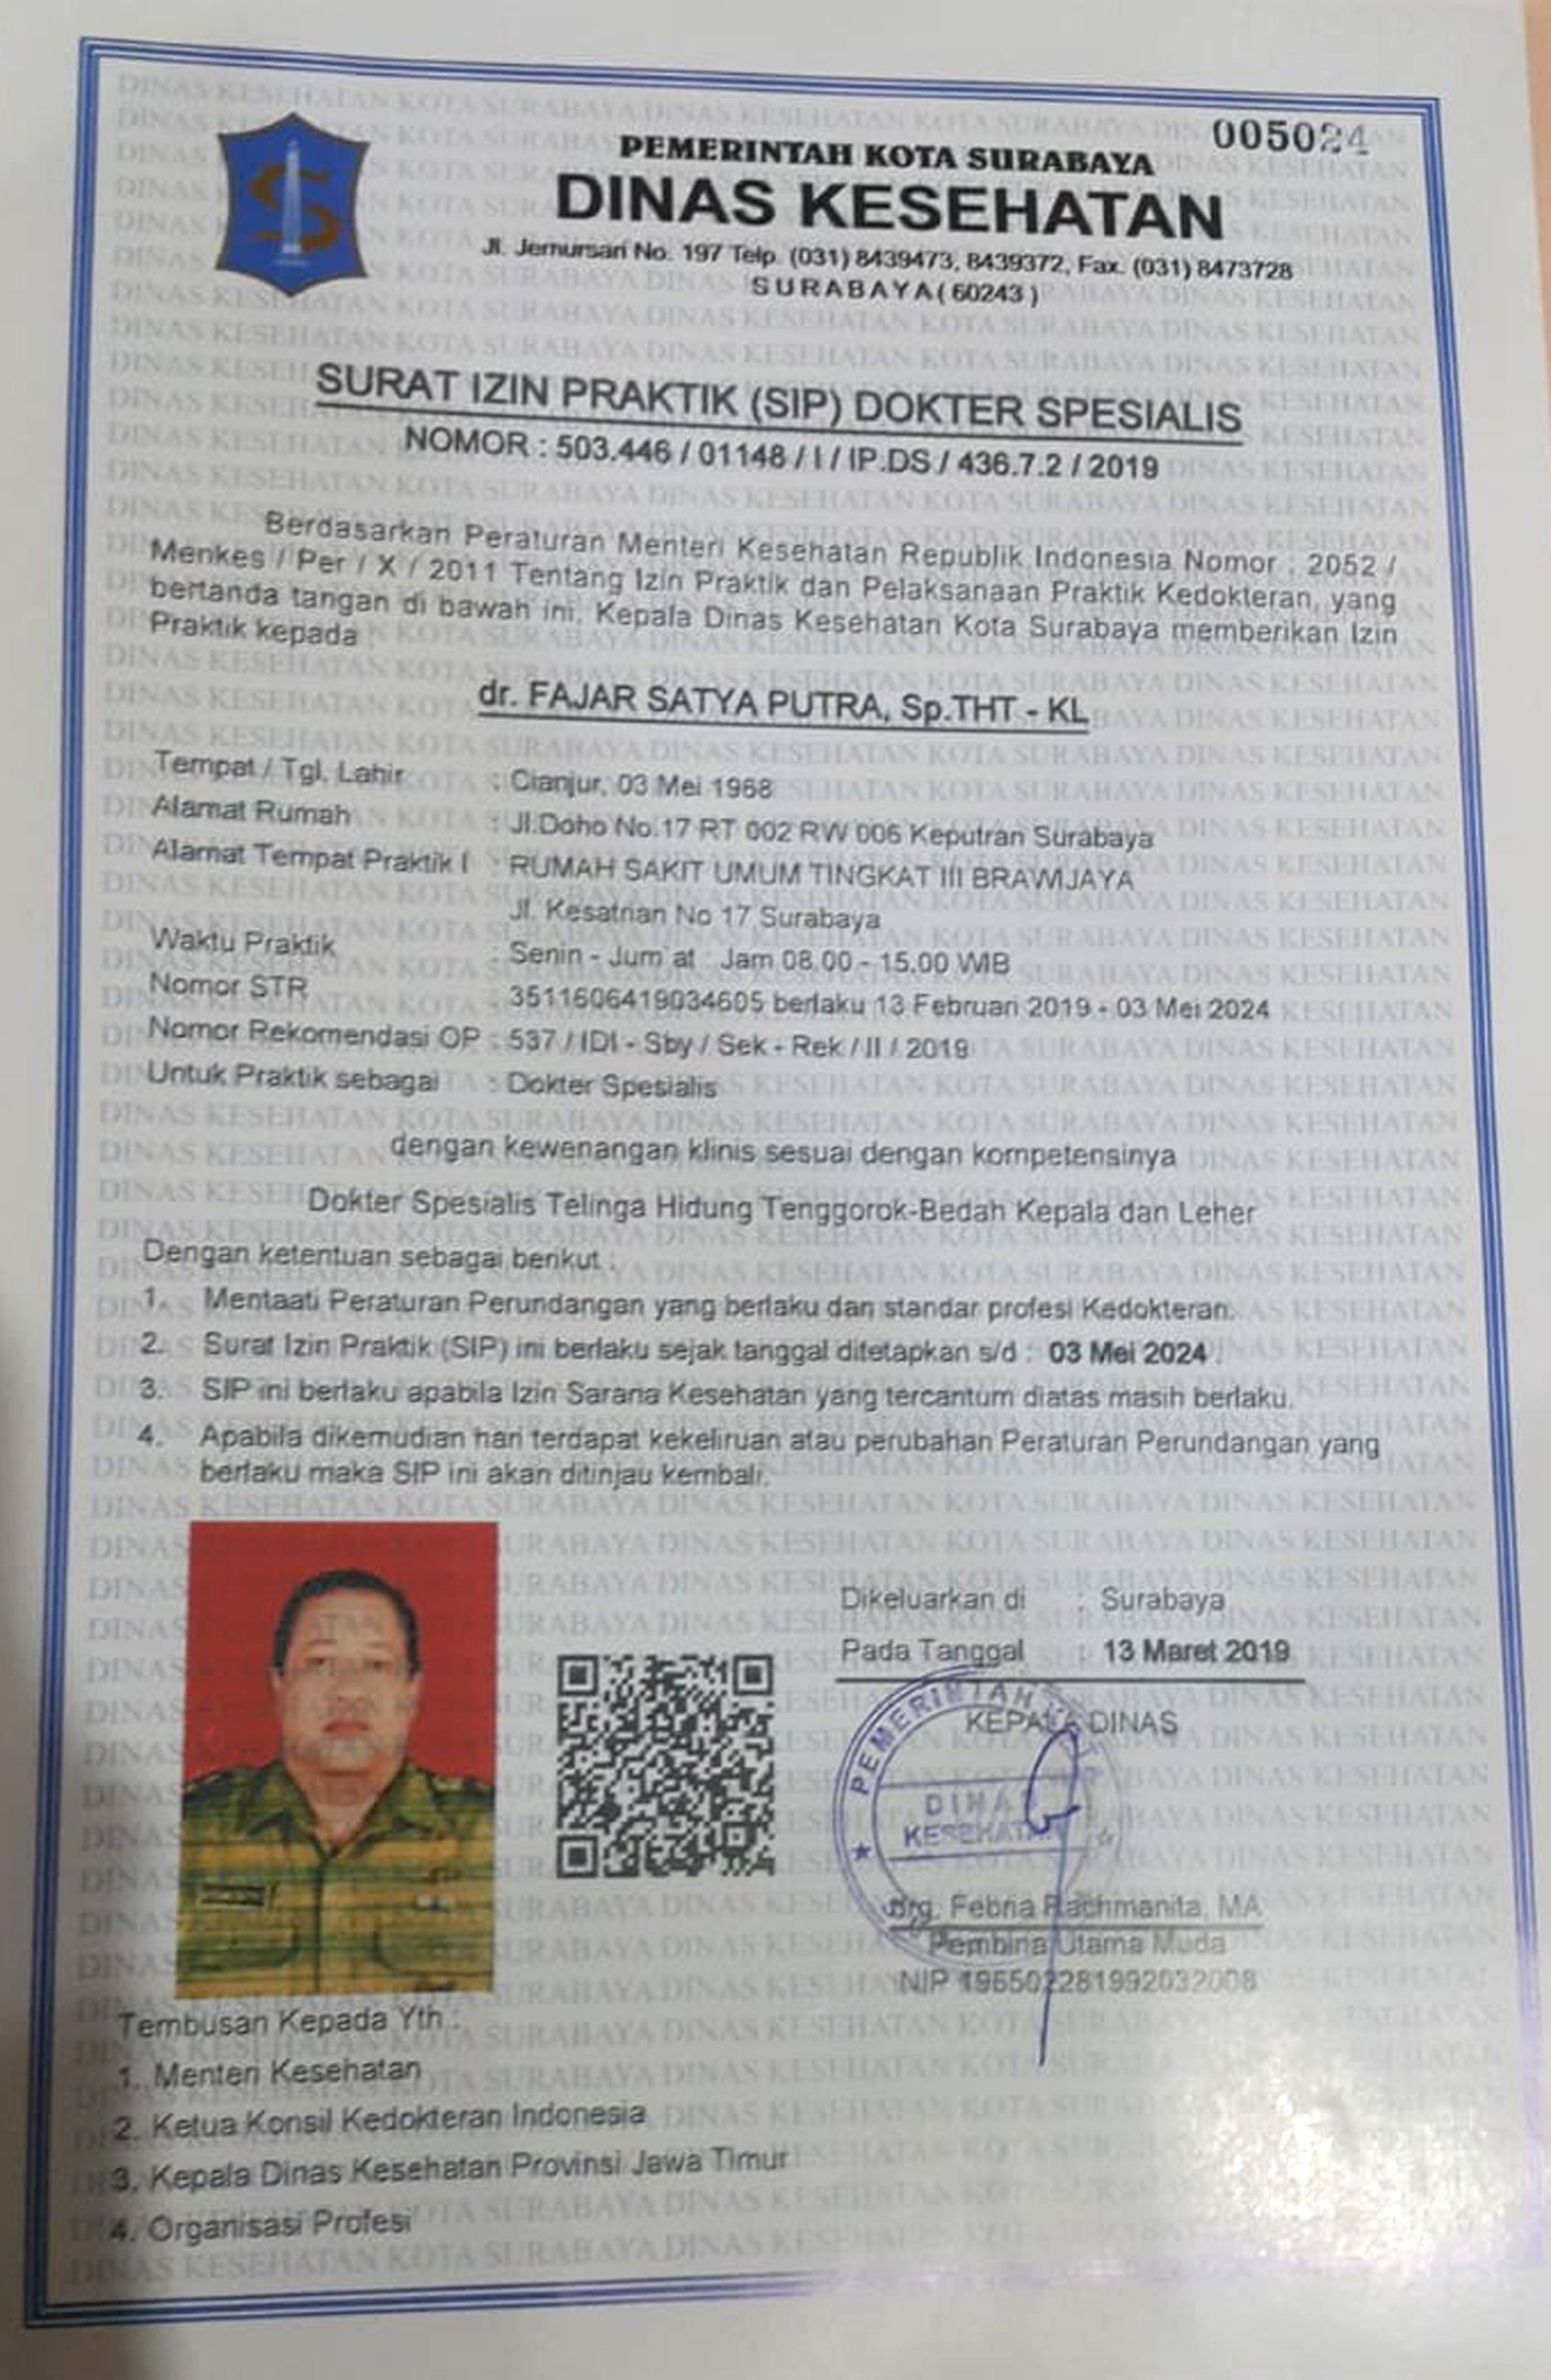 005024
PEMERINTAH KOTA SURABAYA
DINAS KESEHATAN
Jl. Jemursari No. 197 Telp. (031) 8439473, 8439372, Fax. (031) 8473728
SURABAYA ( 60243 )
SURAT IZIN PRAKTIK (SIP) DOKTER SPESIALIS
NOMOR : 503.446 / 01148 / I / IP.DS / 436.7.2 / 2019
Berdasarkan Peraturan Menteri Kesehatan Republik Indonesia Nomor : 2052 /
Menkes / Per / X / 2011 Tentang Izin Praktik dan Pelaksanaan Praktik Kedokteran, yang
bertanda tangan di bawah ini, Kepala Dinas Kesehatan Kota Surabaya memberikan Izin
Praktik kepada :
dr. FAJAR SATYA PUTRA, Sp.THT - KL
Tempat / Tgl. Lahir : Cianjur, 03 Mei 1968
Alamat Rumah : Jl.Doho No.17 RT 002 RW 006 Keputran Surabaya
Alamat Tempat Praktik I : RUMAH SAKIT UMUM TINGKAT III BRAWIJAYA
Jl. Kesatrian No 17 Surabaya
Waktu Praktik : Senin - Jum'at : Jam 08.00 - 15.00 WIB
Nomor STR : 3511606419034605 berlaku 13 Februari 2019 - 03 Mei 2024
Nomor Rekomendasi OP : 537 / IDI - Sby / Sek - Rek / II / 2019
Untuk Praktik sebagai : Dokter Spesialis
dengan kewenangan klinis sesuai dengan kompetensinya
Dokter Spesialis Telinga Hidung Tenggorok-Bedah Kepala dan Leher
Dengan ketentuan sebagai berikut :
1. Mentaati Peraturan Perundangan yang berlaku dan standar profesi Kedokteran.
2. Surat Izin Praktik (SIP) ini berlaku sejak tanggal ditetapkan s/d : 03 Mei 2024 .
3. SIP ini berlaku apabila Izin Sarana Kesehatan yang tercantum diatas masih berlaku.
4. Apabila dikemudian hari terdapat kekeliruan atau perubahan Peraturan Perundangan yang
berlaku maka SIP ini akan ditinjau kembali.
Dikeluarkan di : Surabaya
Pada Tanggal : 13 Maret 2019
KEPALA DINAS
PEMERINTAH
DINAS
KESEHATAN
drg. Febria Rachmanita, MA
Pembina Utama Muda
NIP 196502281992032008
Tembusan Kepada Yth :
1. Menteri Kesehatan
2. Ketua Konsil Kedokteran Indonesia
3. Kepala Dinas Kesehatan Provinsi Jawa Timur
4. Organisasi Profesi